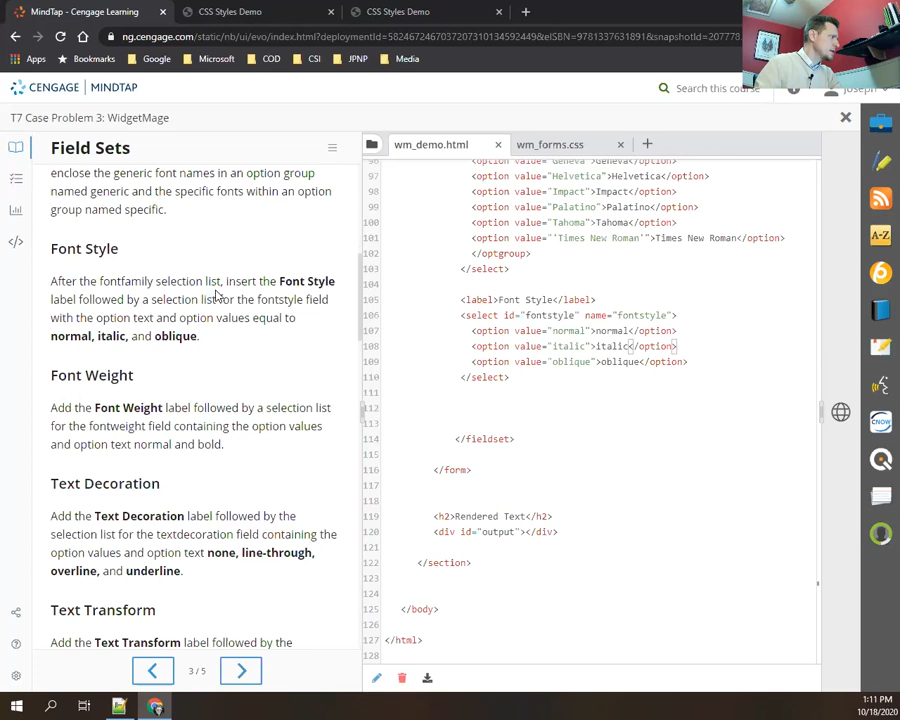 MindTap - Cengage Learning
CSS Styles Demo
CSS Styles Demo
ng.cengage.com/static/nb/ui/evo/index.html?deploymentId=5824672467037207310134592449&eISBN=9781337631891&snapshotId=207778
Apps
Bookmarks
Google
Microsoft
COD
CSI
JPNP
Media
CENGAGE
MINDTAP
Search this course
T7 Case Problem 3: WidgetMage
Field Sets
enclose the generic font names in an option group
named generic and the specific fonts within an option
group named specific.
Font Style
After the fontfamily selection list, insert the Font Style
label followed by a selection list for the fontstyle field
with the option text and option values equal to
normal, italic, and oblique.
Font Weight
Add the Font Weight label followed by a selection list
for the fontweight field containing the option values
and option text normal and bold.
Text Decoration
Add the Text Decoration label followed by the
selection list for the textdecoration field containing the
option values and option text none, line-through,
overline, and underline.
Text Transform
Add the Text Transform label followed by the
3 / 5
wm_demo.html
wm_forms.css
96 <option value="Geneva">Geneva</option>
97 <option value="Helvetica">Helvetica</option>
98 <option value="Impact">Impact</option>
99 <option value="Palatino">Palatino</option>
100 <option value="Tahoma">Tahoma</option>
101 <option value="'Times New Roman'">Times New Roman</option>
102 </optgroup>
103 </select>
104
105 <label>Font Style</label>
106 <select id="fontstyle" name="fontstyle">
107 <option value="normal">normal</option>
108 <option value="italic">italic</option>
109 <option value="oblique">oblique</option>
110 </select>
111
112
113
114 </fieldset>
115
116 </form>
117
118
119 <h2>Rendered Text</h2>
120 <div id="output"></div>
121
122 </section>
123
124
125 </body>
126
127 </html>
128
A-Z
CNOW
1:11 PM
10/18/2020